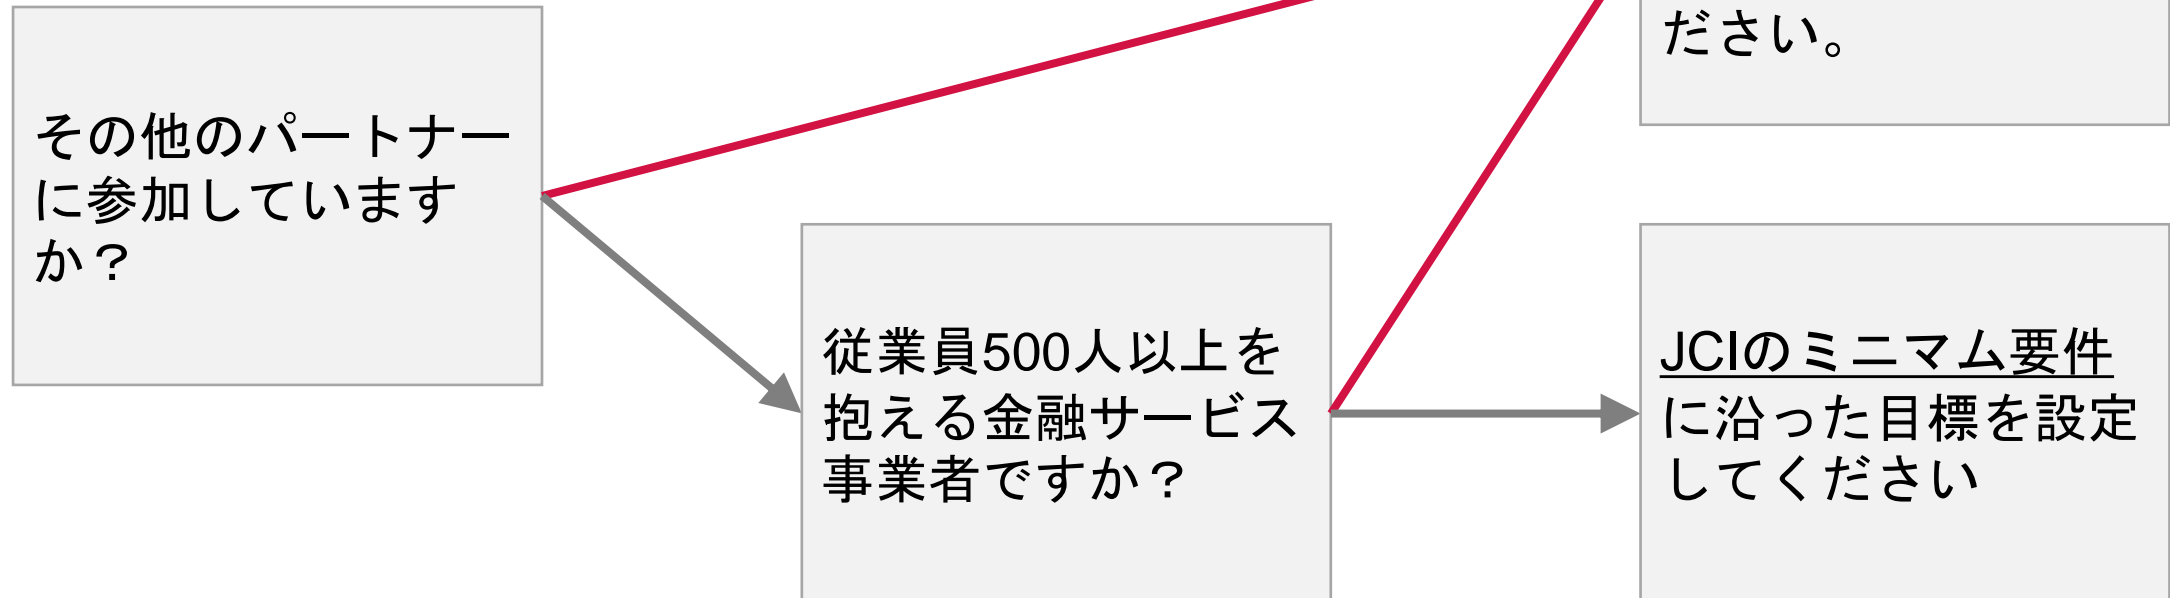 ださい。
その他のパートナー
に参加しています
か？
従業員500人以上を
抱える金融サービス
事業者ですか？
JCIのミニマム要件
に沿った目標を設定
してください